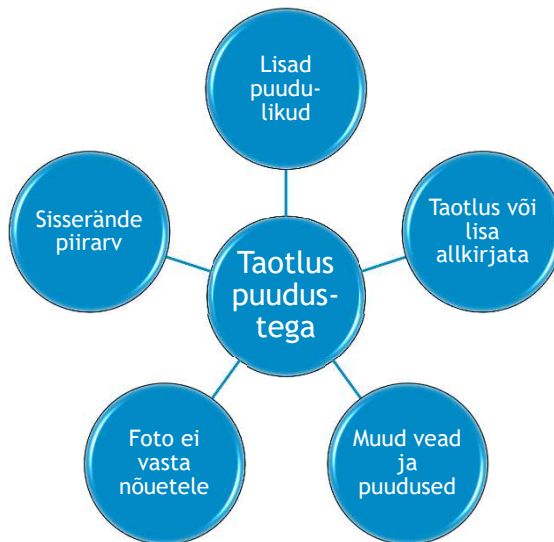 Lisad
puudu-
likud
Sisserände
piirarv
Taotlus või
lisa
allkirjata
Taotlus
puudus-
tega
Foto ei
vasta
nõuetele
Muud vead
ja
puudused